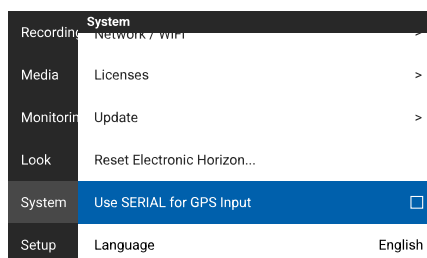 System
Recording
Network / WiFi >
Media
Licenses >
Monitorin
Update >
Look
Reset Electronic Horizon...
System
Use SERIAL for GPS Input
Setup
Language English